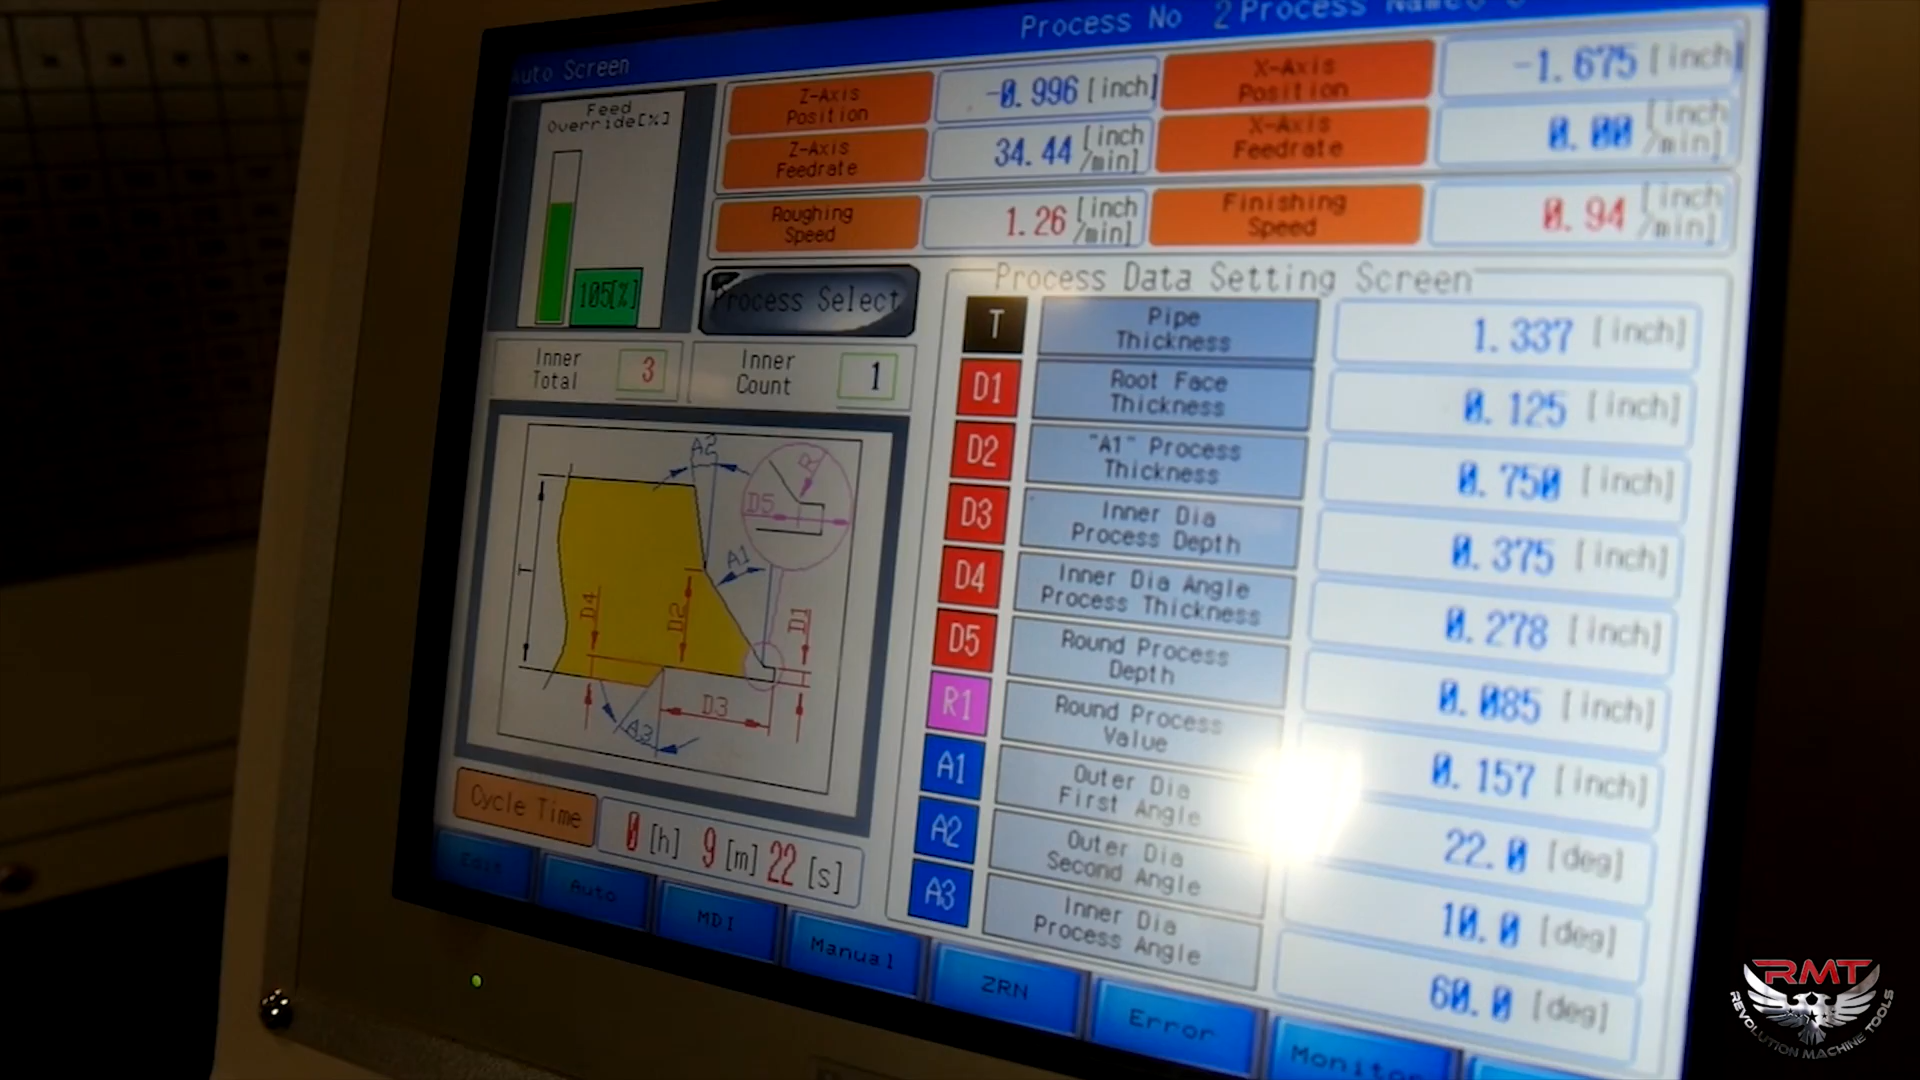 Process No 2 Process
Auto Screen
Feed
Override[%]
105[%]
Z-Axis
Position
-0.996 [inch]
X-Axis
Position
-1.675 [inch]
Z-Axis
Feedrate
34.44 [inch
/min]
X-Axis
Feedrate
0.00 [inch
/min]
Roughing
Speed
1.26 [inch
/min]
Finishing
Speed
0.94 [inch
/min]
Process Select
Inner
Total
3
Inner
Count
1
Process Data Setting Screen
T
Pipe
Thickness
1.337 [inch]
D1
Root Face
Thickness
0.125 [inch]
D2
"A1" Process
Thickness
0.750 [inch]
D3
Inner Dia
Process Depth
0.375 [inch]
D4
Inner Dia Angle
Process Thickness
0.278 [inch]
D5
Round Process
Depth
0.085 [inch]
R1
Round Process
Value
0.157 [inch]
A1
Outer Dia
First Angle
22.0 [deg]
A2
Outer Dia
Second Angle
10.0 [deg]
A3
Inner Dia
Process Angle
60.0 [deg]
A2
R
D5
A1
T
D4
D2
D1
D3
A3
Cycle Time
0 [h] 9 [m] 22 [s]
Edit
Auto
MDI
Manual
ZRN
Error
Monitor
RMT
REVOLUTION MACHINE TOOLS